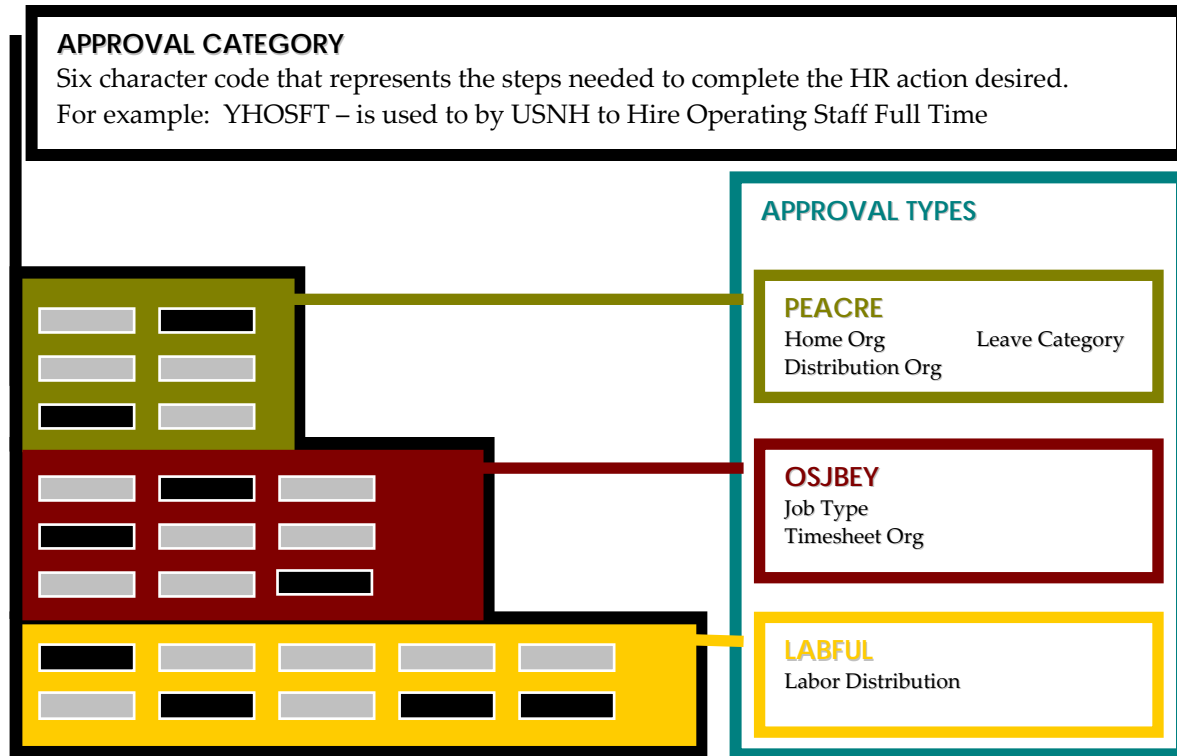 APPROVAL CATEGORY
Six character code that represents the steps needed to complete the HR action desired.
For example:  YHOSFT – is used to by USNH to Hire Operating Staff Full Time
APPROVAL TYPES
PEACRE
Home Org Leave Category
Distribution Org
OSJBEY
Job Type
Timesheet Org
LABFUL
Labor Distribution